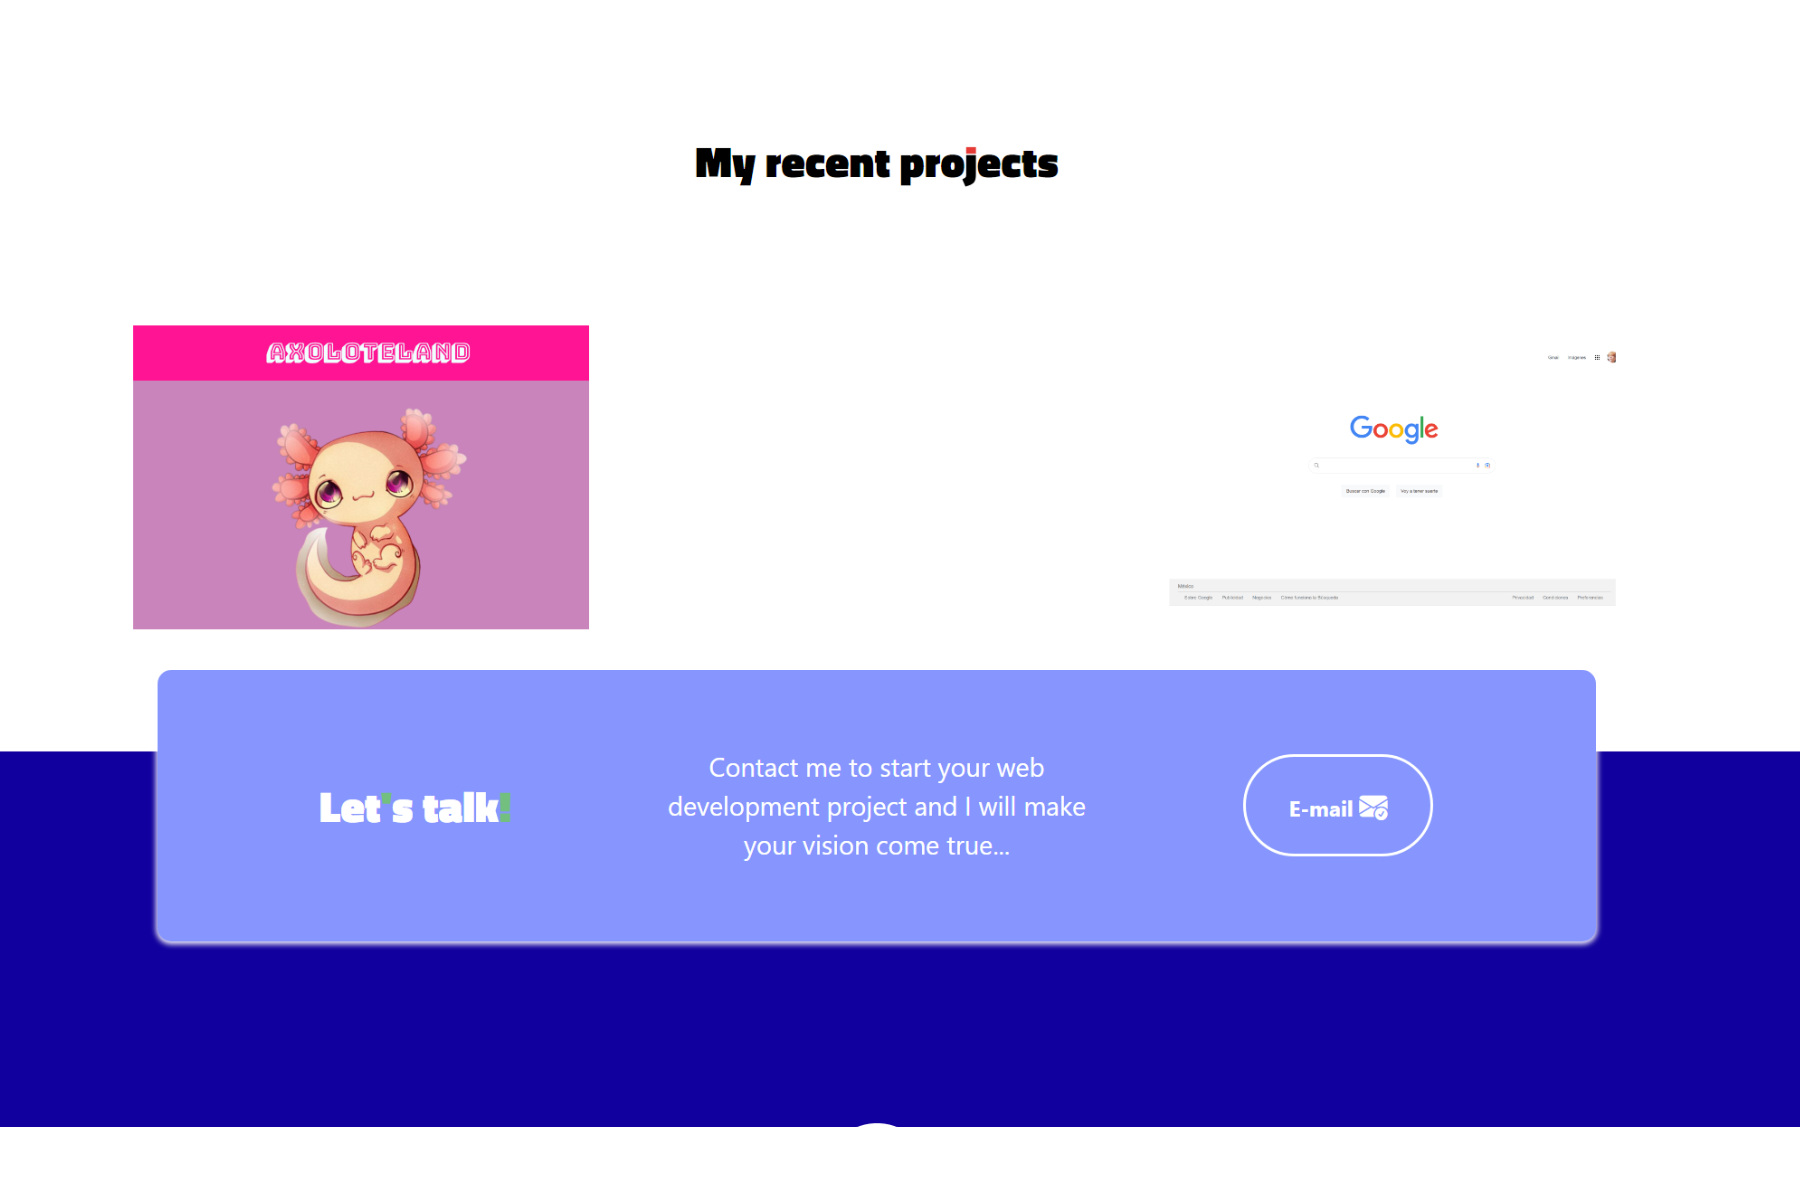 My recent projects
AXOLOTELAND
Gmail Imágenes
Google
Buscar con Google Voy a tener suerte
México
Sobre Google Publicidad Negocios Cómo funciona la Búsqueda Privacidad Condiciones Preferencias
Let's talk!
Contact me to start your web
development project and I will make
your vision come true...
E-mail